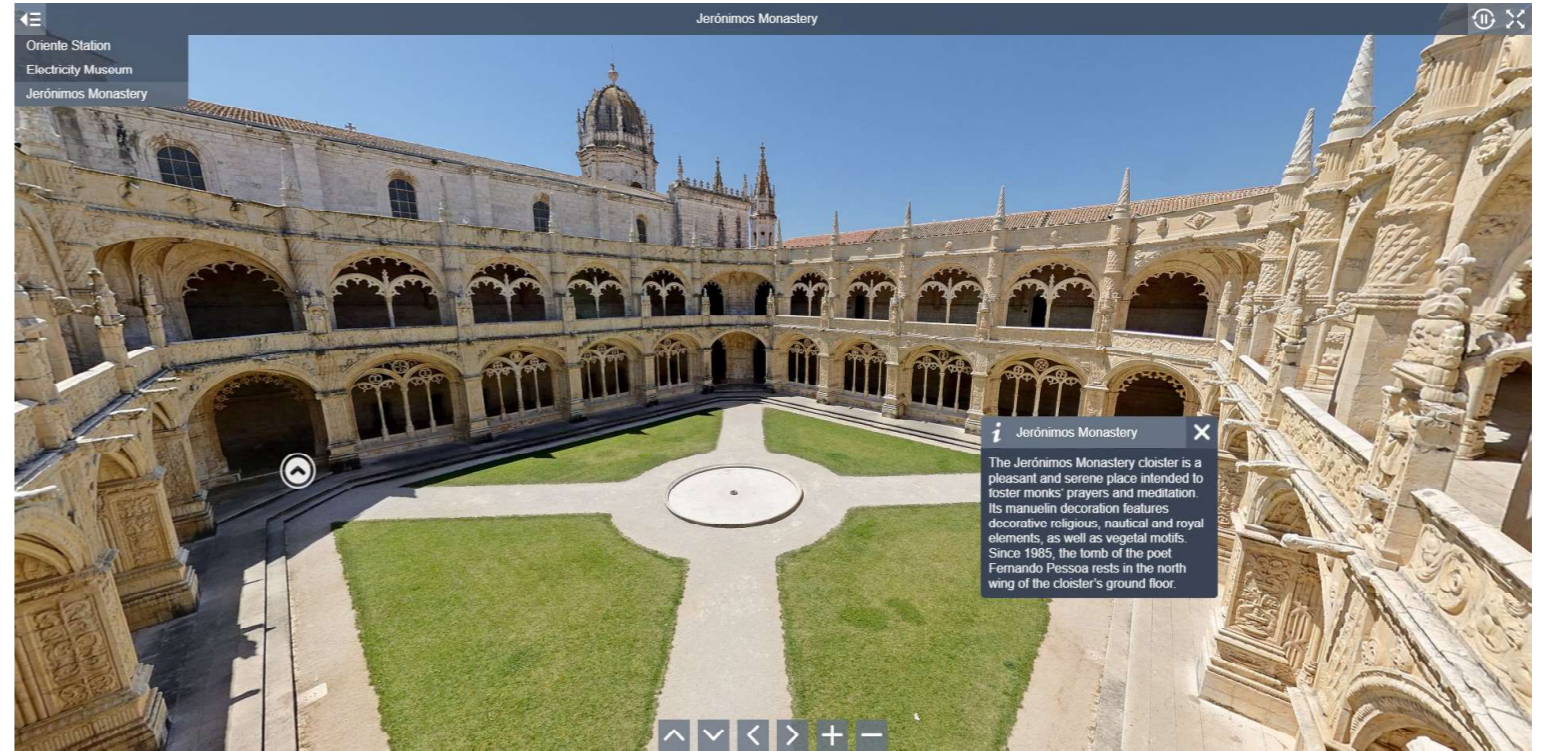 Jerónimos Monastery
Oriente Station
Electricity Museum
Jerónimos Monastery
Jerónimos Monastery
The Jerónimos Monastery cloister is a
pleasant and serene place intended to
foster monks' prayers and meditation.
Its manuelin decoration features
decorative religious, nautical and royal
elements, as well as vegetal motifs.
Since 1985, the tomb of the poet
Fernando Pessoa rests in the north
wing of the cloister's ground floor.